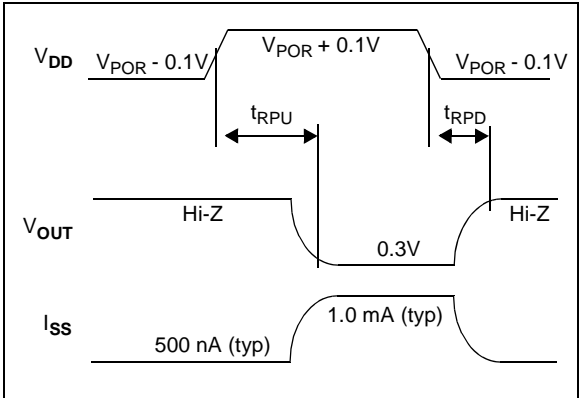 VDD
VPOR - 0.1V
VPOR + 0.1V
VPOR - 0.1V
tRPU
tRPD
VOUT
Hi-Z
0.3V
Hi-Z
ISS
500 nA (typ)
1.0 mA (typ)